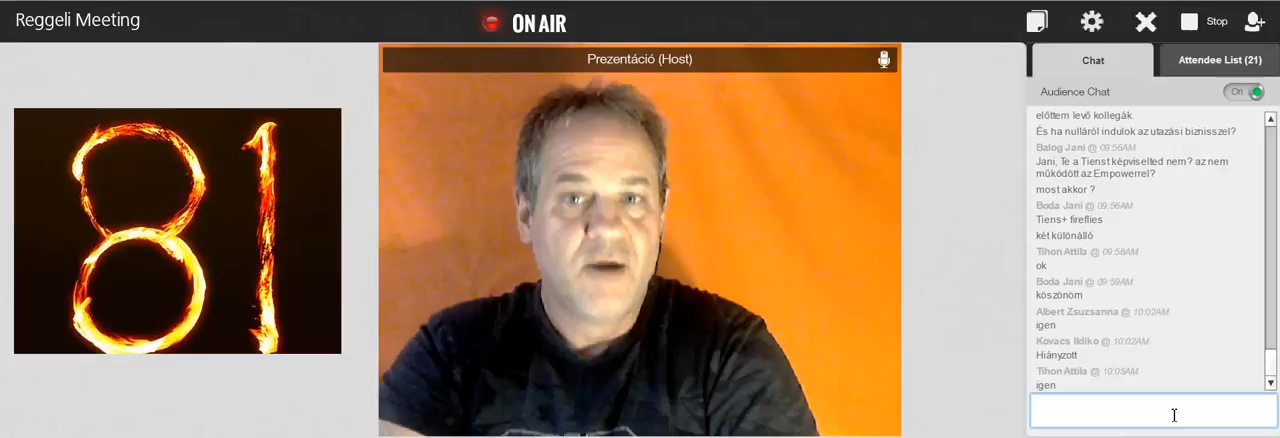 Reggeli Meeting
ON AIR
Stop
Prezentáció (Host)
81
Chat
Attendee List (21)
Audience Chat
On
előttem levő kollegák.
És ha nulláról indulok az utazási biznisszel?
Balog Jani @ 09:56AM
Jani, Te a Tienst képviselted nem? az nem
működött az Empowerrel?
most akkor ?
Boda Jani @ 09:56AM
Tiens+ fireflies
két különálló
Tihon Attila @ 09:58AM
ok
Boda Jani @ 09:59AM
köszönöm
Albert Zsuzsanna @ 10:02AM
igen
Kovacs Ildiko @ 10:02AM
Hiányzott
Tihon Attila @ 10:05AM
igen